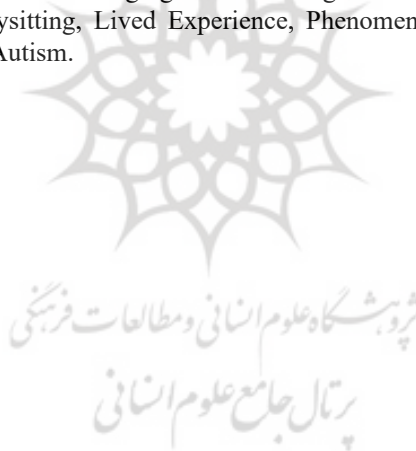 ysitting, Lived Experience, Phenomen
Autism.
پژوهشگاه علوم انسانی و مطالعات فرهنگی
پرتال جامع علوم انسانی